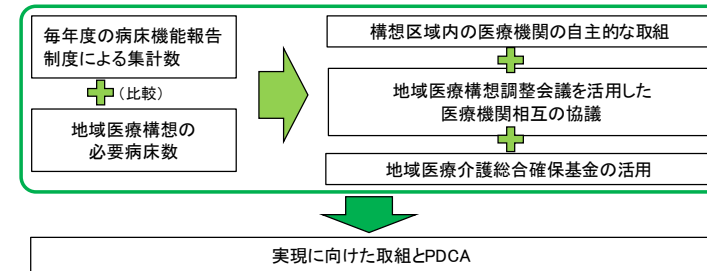 毎年度の病床機能報告
制度による集計数
(比較)
地域医療構想の
必要病床数
構想区域内の医療機関の自主的な取組
地域医療構想調整会議を活用した
医療機関相互の協議
地域医療介護総合確保基金の活用
実現に向けた取組とPDCA